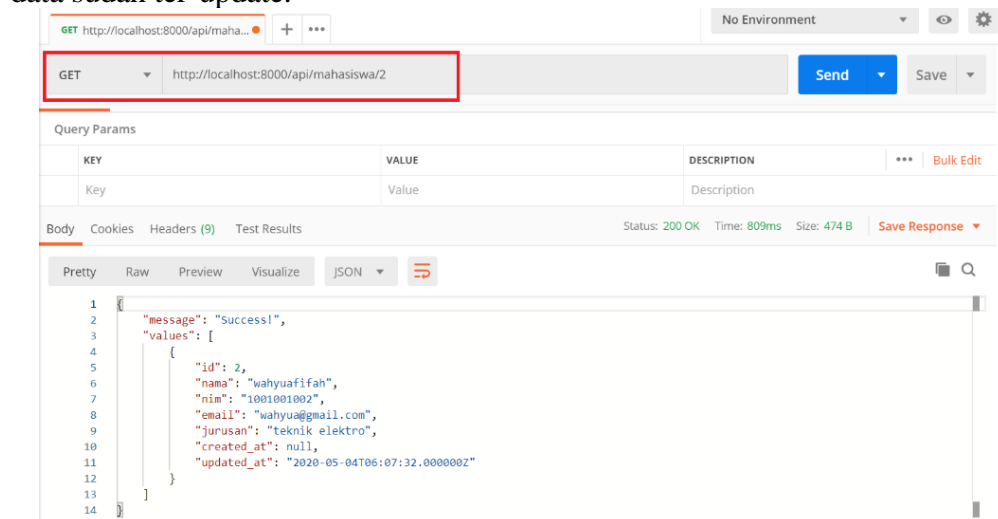 data sudah ter-update.
GET http://localhost:8000/api/maha... + •••
No Environment
GET http://localhost:8000/api/mahasiswa/2 Send Save
Query Params
KEY VALUE DESCRIPTION ••• Bulk Edit
Key Value Description
Body Cookies Headers (9) Test Results Status: 200 OK Time: 809ms Size: 474 B Save Response
Pretty Raw Preview Visualize JSON
1 {
2 "message": "Success!",
3 "values": [
4 {
5 "id": 2,
6 "nama": "wahyuafifah",
7 "nim": "1001001002",
8 "email": "wahyua@gmail.com",
9 "jurusan": "teknik elektro",
10 "created_at": null,
11 "updated_at": "2020-05-04T06:07:32.000000Z"
12 }
13 ]
14 }